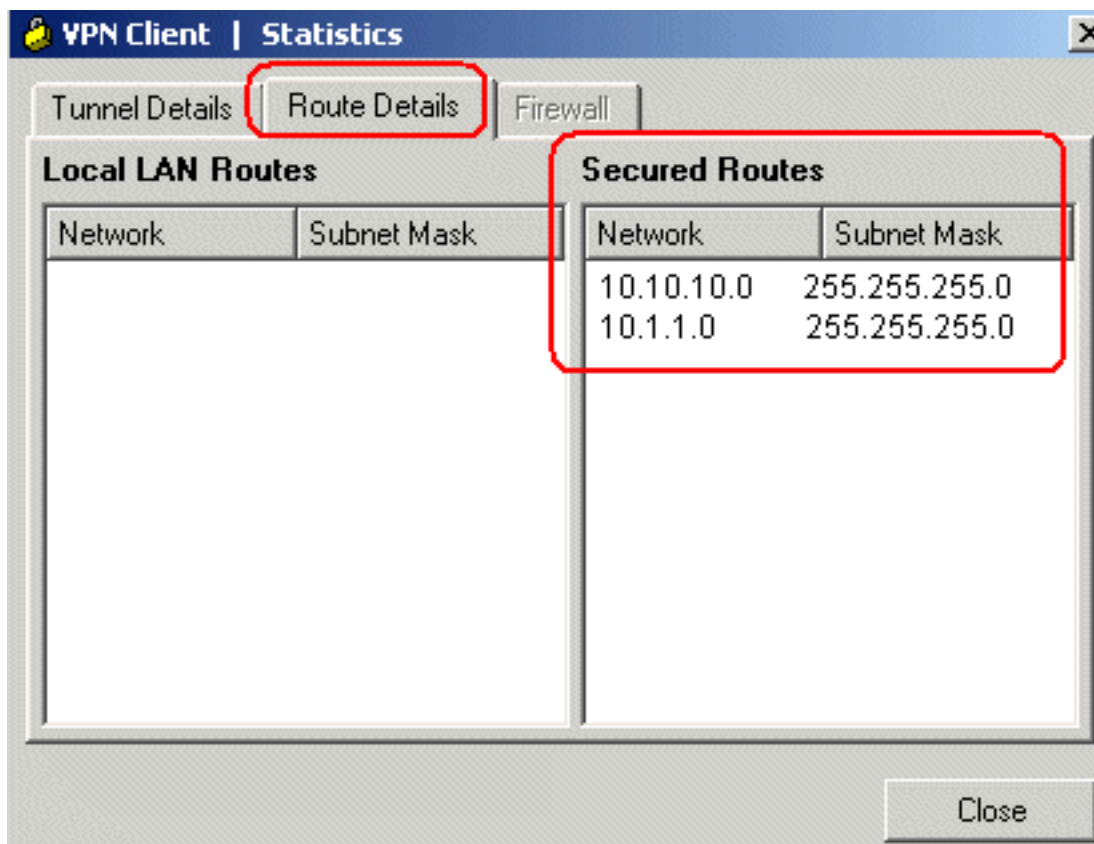 VPN Client | Statistics
Tunnel Details
Route Details
Firewall
Local LAN Routes
Network Subnet Mask
Secured Routes
Network Subnet Mask
10.10.10.0 255.255.255.0
10.1.1.0 255.255.255.0
Close